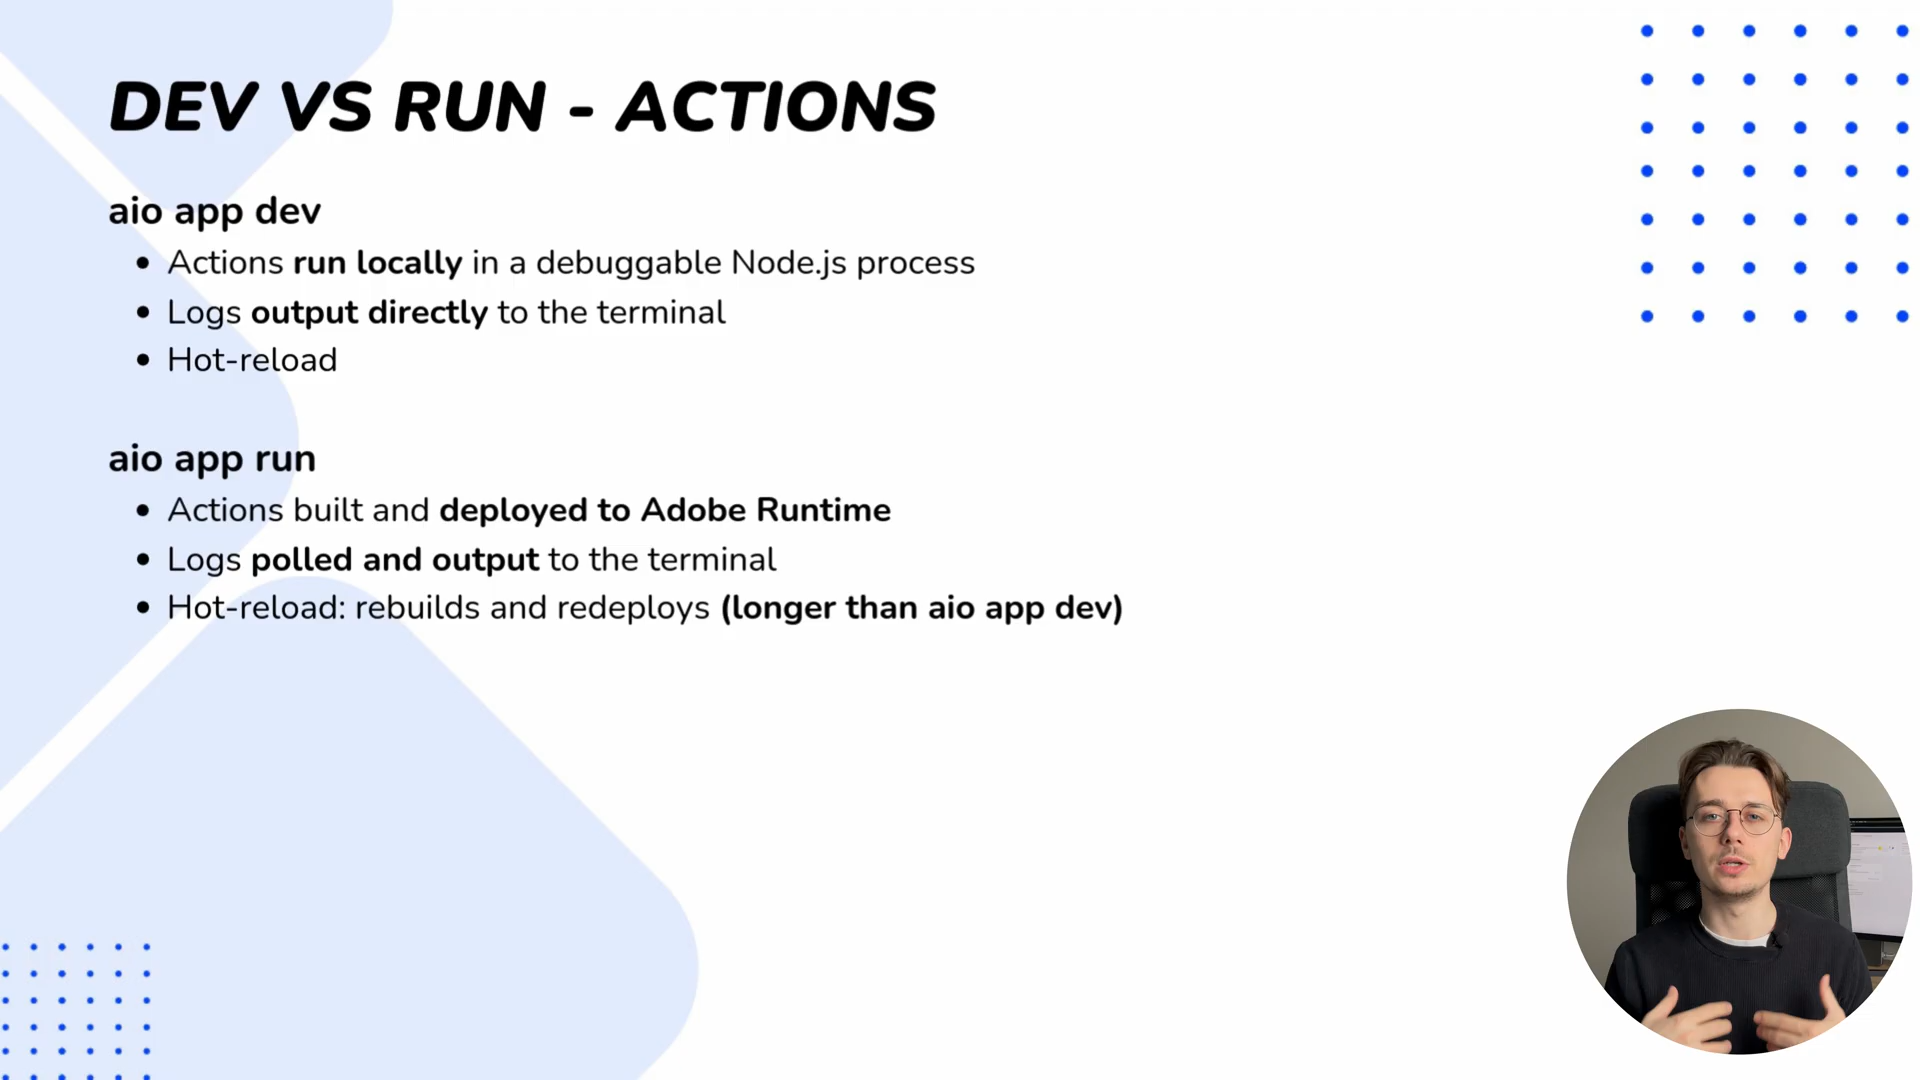 DEV VS RUN - ACTIONS
aio app dev
Actions run locally in a debuggable Node.js process
Logs output directly to the terminal
Hot-reload
aio app run
Actions built and deployed to Adobe Runtime
Logs polled and output to the terminal
Hot-reload: rebuilds and redeploys (longer than aio app dev)